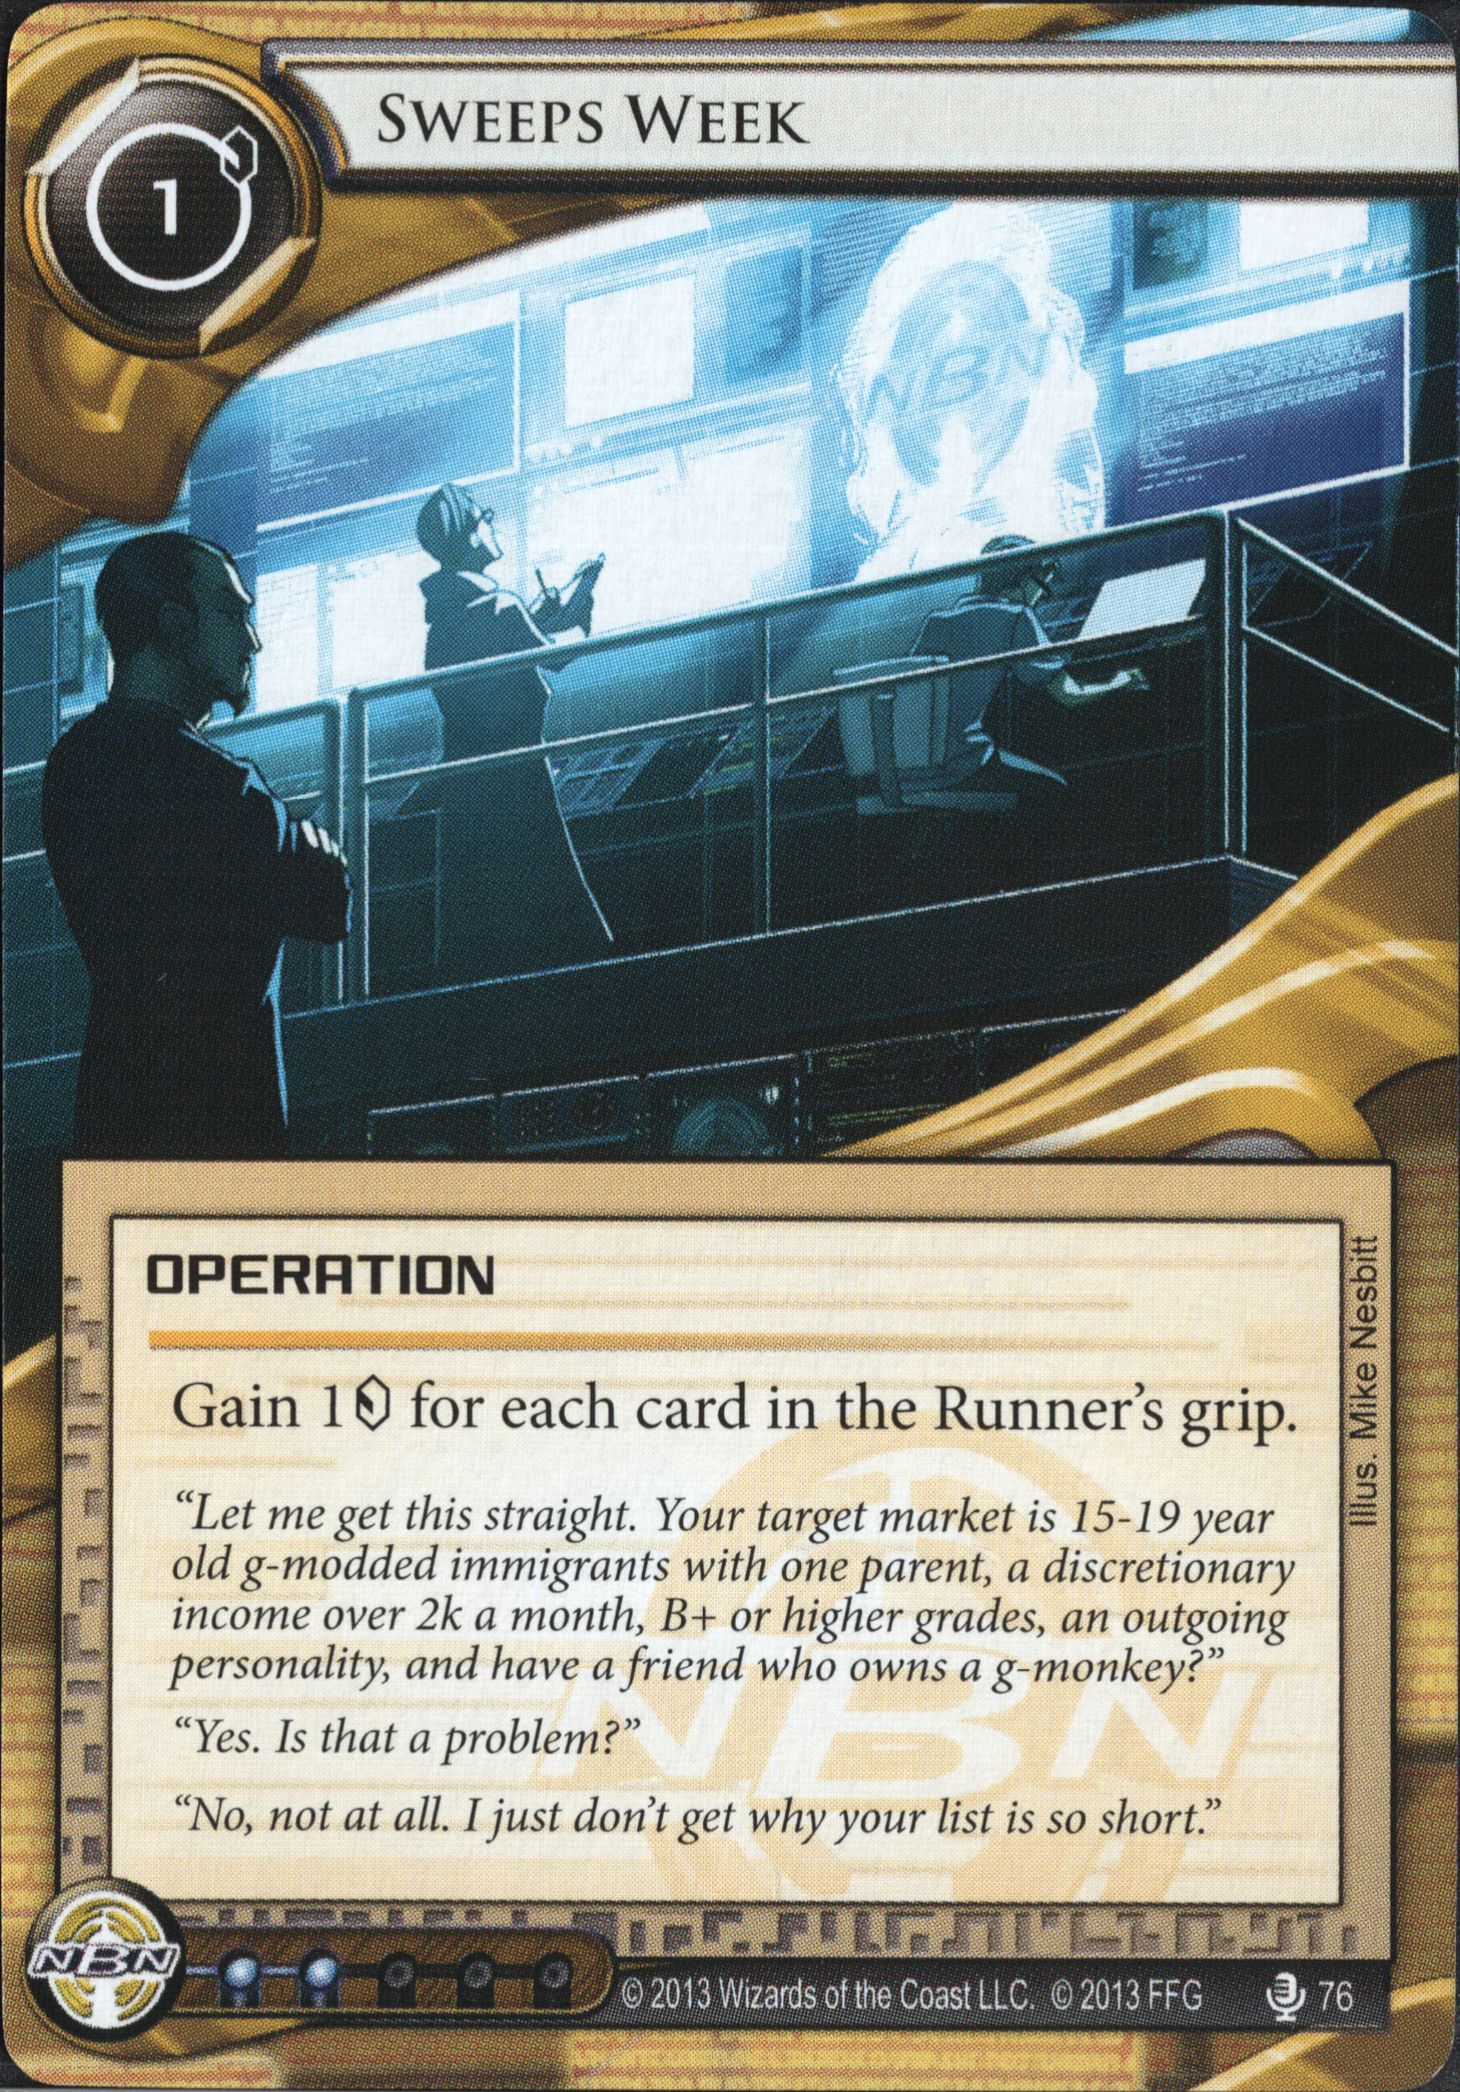 SWEEPS WEEK
1
NBN
OPERATION
Gain 1 for each card in the Runner's grip.
“Let me get this straight. Your target market is 15-19 year
old g-modded immigrants with one parent, a discretionary
income over 2k a month, B+ or higher grades, an outgoing
personality, and have a friend who owns a g-monkey?”
“Yes. Is that a problem?”
“No, not at all. I just don't get why your list is so short.”
NBN
Illus. Mike Nesbitt
NBN
© 2013 Wizards of the Coast LLC. © 2013 FFG
76